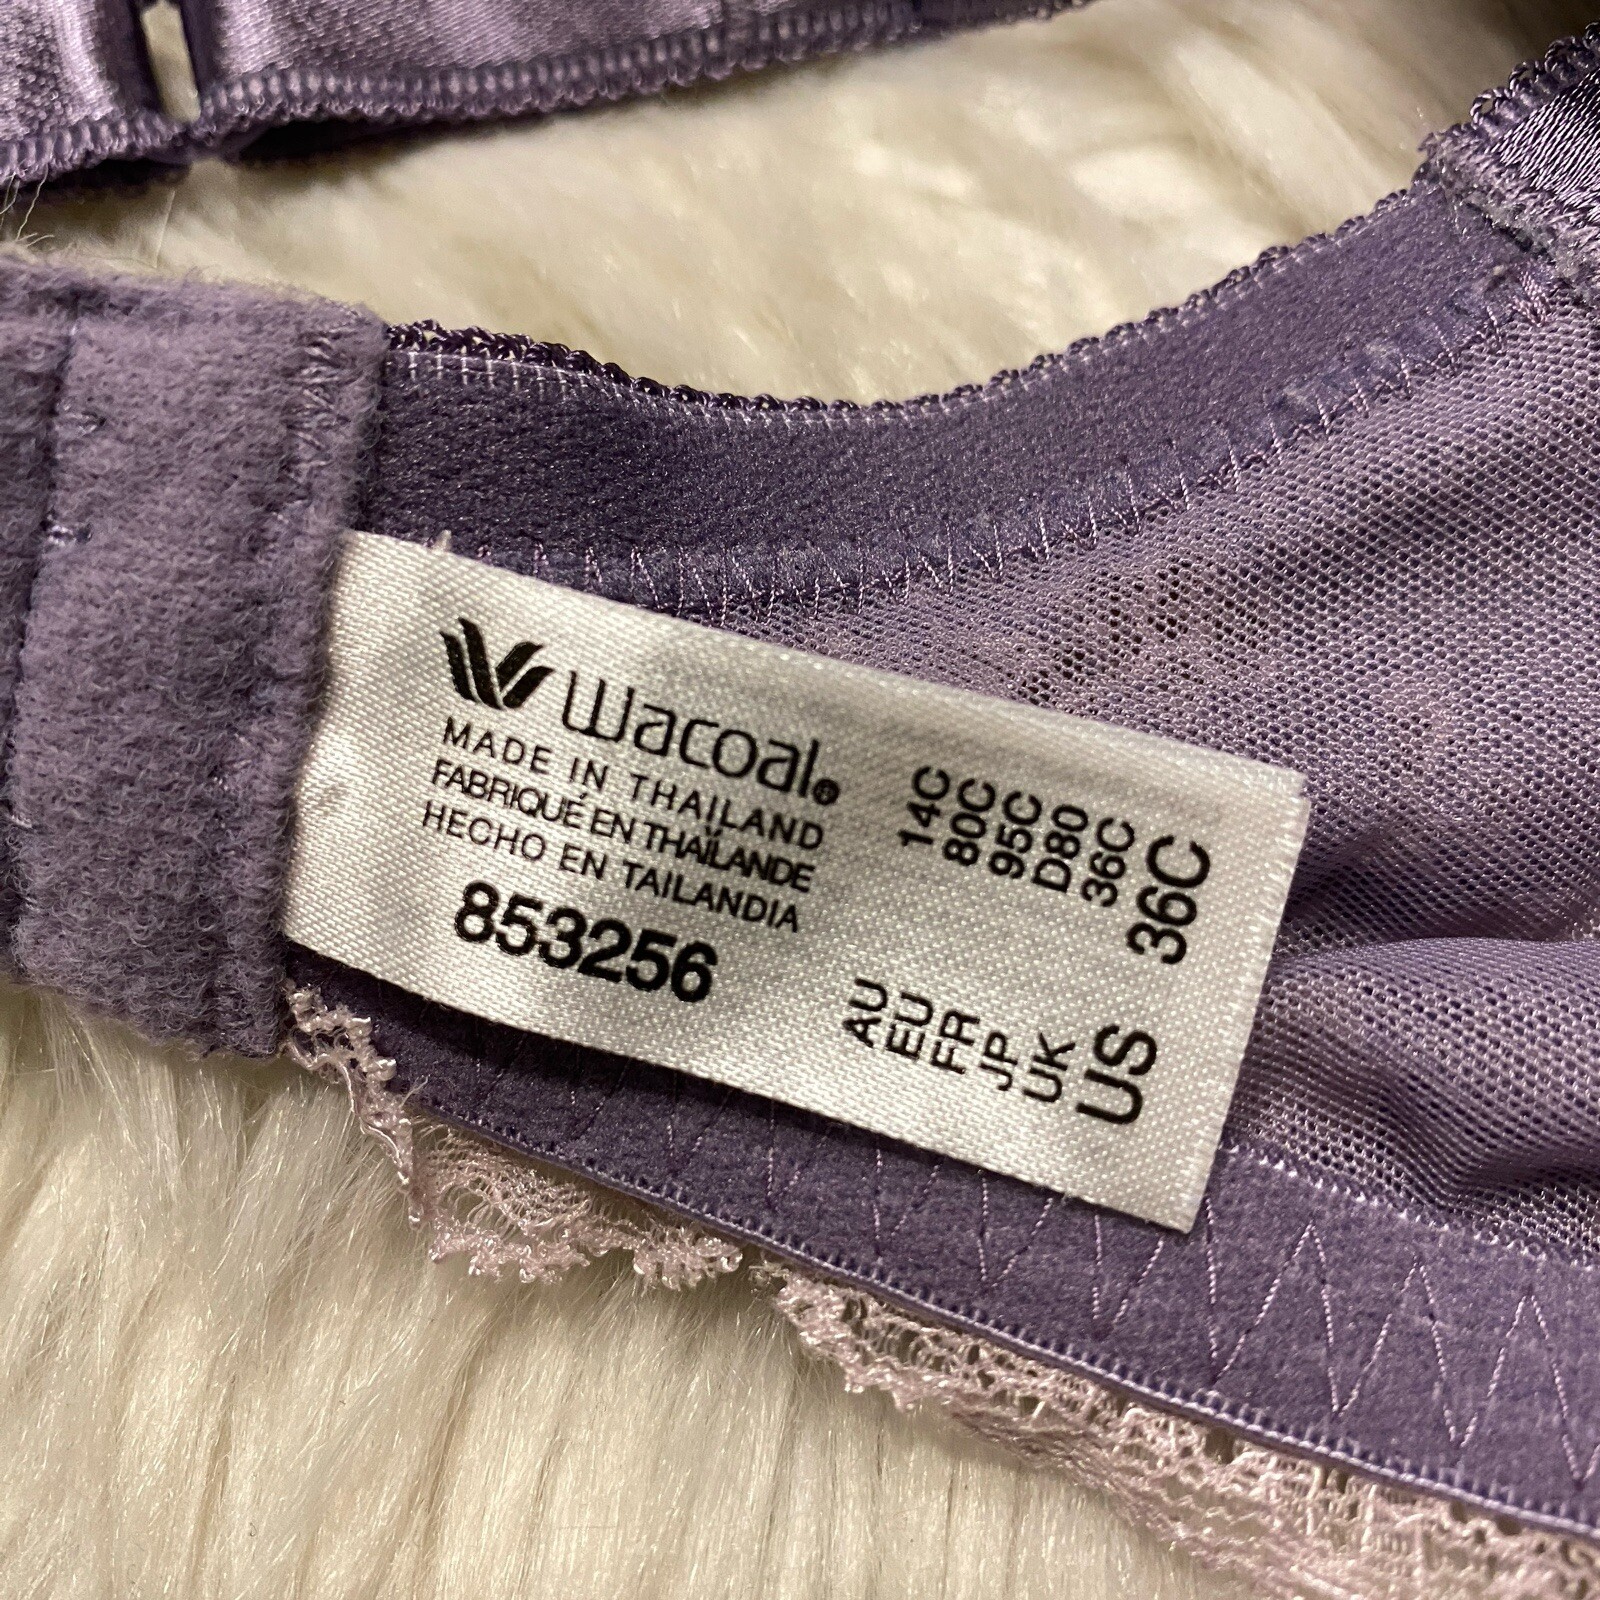 Wacoal®
MADE IN THAILAND
FABRIQUÉ EN THAÏLANDE
HECHO EN TAILANDIA
853256
AU 14C
EU 80C
FR 95C
JP D80
UK 36C
US 36C